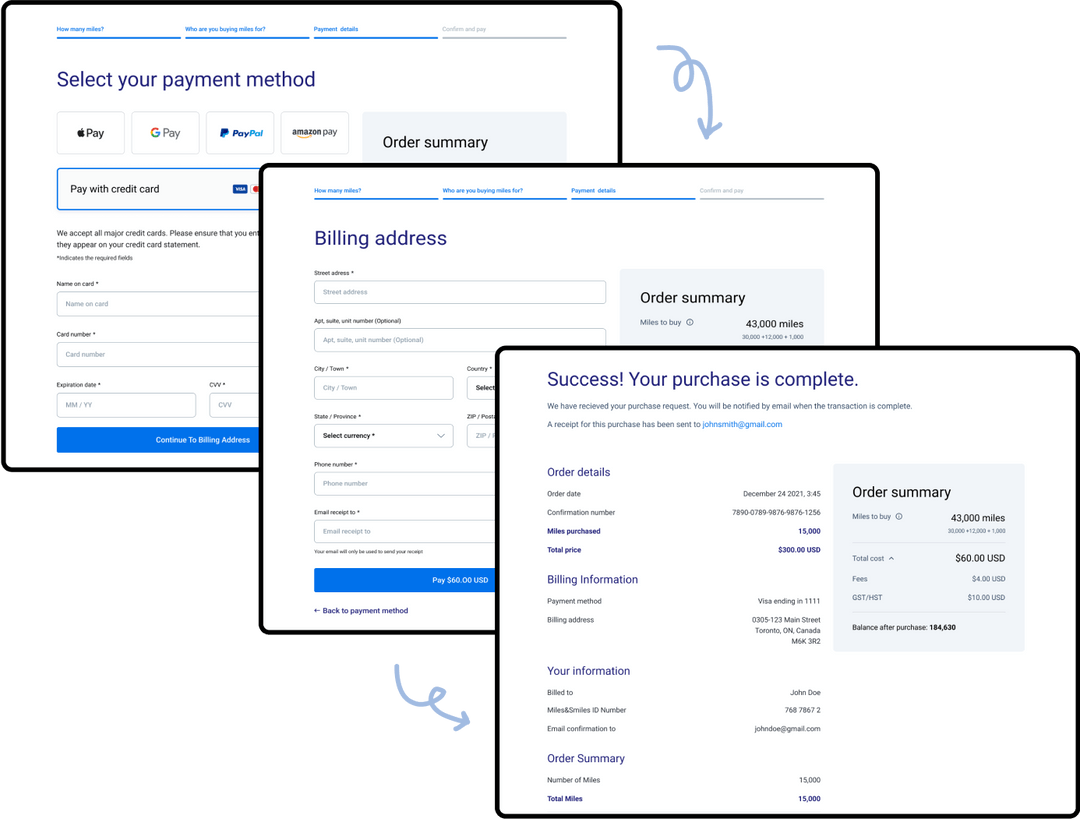 How many miles?
Who are you buying miles for?
Payment details
Confirm and pay
Select your payment method
Pay
G Pay
PayPal
amazon pay
Order summary
Pay with credit card
VISA
We accept all major credit cards. Please ensure that you ent
they appear on your credit card statement.
*Indicates the required fields
Name on card *
Name on card
Card number *
Card number
Expiration date *
CVV *
MM / YY
CVV
Continue To Billing Address
How many miles?
Who are you buying miles for?
Payment details
Confirm and pay
Billing address
Street adress *
Street address
Apt, suite, unit number (Optional)
Apt, suite, unit number (Optional)
City / Town *
Country *
City / Town
Select
State / Province *
ZIP / Posta
Select currency *
ZIP / P
Phone number *
Phone number
Email receipt to *
Email receipt to
Your email will only be used to send your receipt
Pay $60.00 USD
← Back to payment method
Order summary
Miles to buy
43,000 miles
30,000 +12,000 + 1,000
Success! Your purchase is complete.
We have recieved your purchase request. You will be notified by email when the transaction is complete.
A receipt for this purchase has been sent to johnsmith@gmail.com
Order details
Order date December 24 2021, 3:45
Confirmation number 7890-0789-9876-9876-1256
Miles purchased 15,000
Total price $300.00 USD
Billing Information
Payment method Visa ending in 1111
Billing address 0305-123 Main Street
Toronto, ON, Canada
M6K 3R2
Your information
Billed to John Doe
Miles&Smiles ID Number 768 7867 2
Email confirmation to johndoe@gmail.com
Order Summary
Number of Miles 15,000
Total Miles 15,000
Order summary
Miles to buy 43,000 miles
30,000 +12,000 + 1,000
Total cost $60.00 USD
Fees $4.00 USD
GST/HST $10.00 USD
Balance after purchase: 184,630